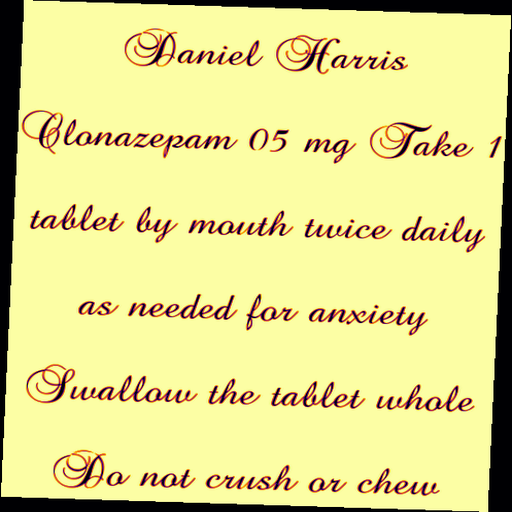 Daniel Harris
Clonazepam 05 mg Take 1
tablet by mouth twice daily
as needed for anxiety
Swallow the tablet whole
Do not crush or chew